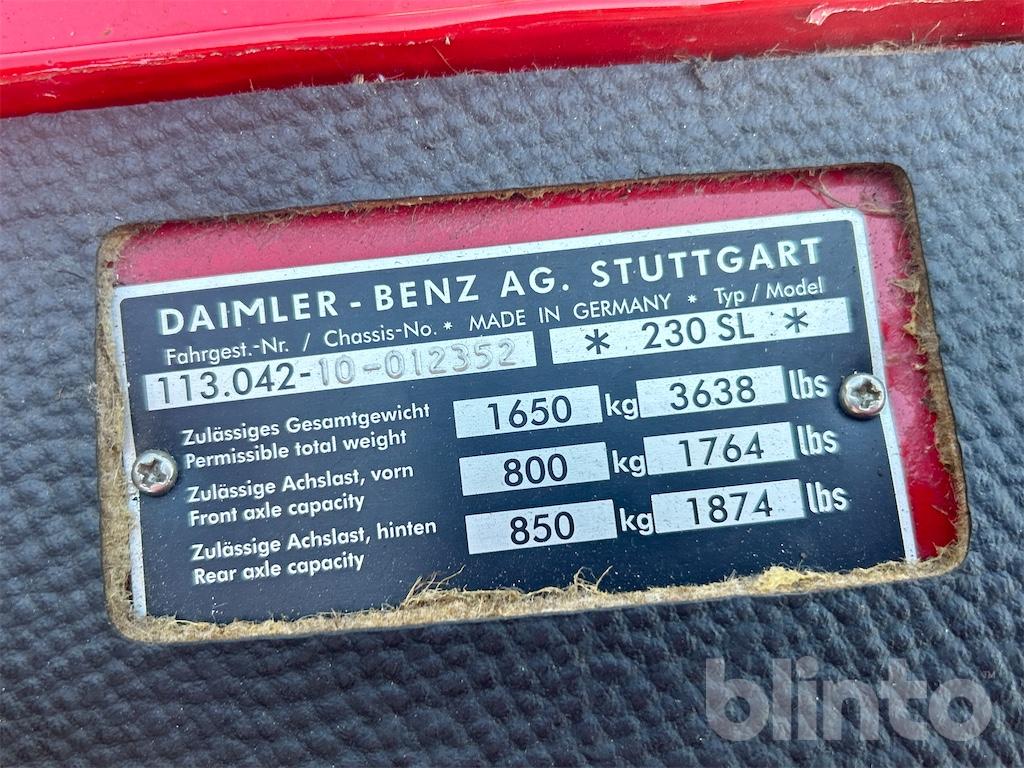 DAIMLER - BENZ AG. STUTTGART
Fahrgest.-Nr. / Chassis-No. * MADE IN GERMANY * Typ / Model
113.042-10-012352 * 230 SL *
Zulässiges Gesamtgewicht
Permissible total weight 1650 kg 3638 lbs
Zulässige Achslast, vorn
Front axle capacity 800 kg 1764 lbs
Zulässige Achslast, hinten
Rear axle capacity 850 kg 1874 lbs
blinto™